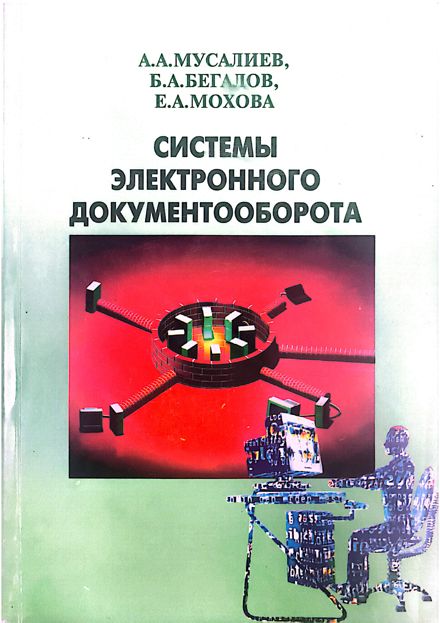 А.А.МУСАЛИЕВ,
Б.А.БЕГАЛОВ,
Е.А.МОХОВА
СИСТЕМЫ
ЭЛЕКТРОННОГО
ДОКУМЕНТООБОРОТА